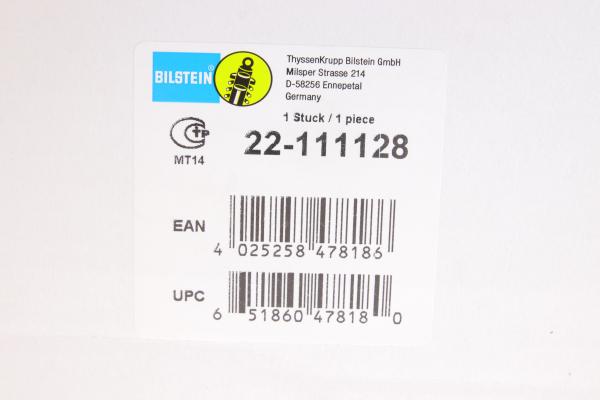 BILSTEIN
ThyssenKrupp Bilstein GmbH
Milsper Strasse 214
D-58256 Ennepetal
Germany
1 Stuck / 1 piece
22-111128
MT14
EAN
4 025258 478186
UPC
6 51860 47818 0